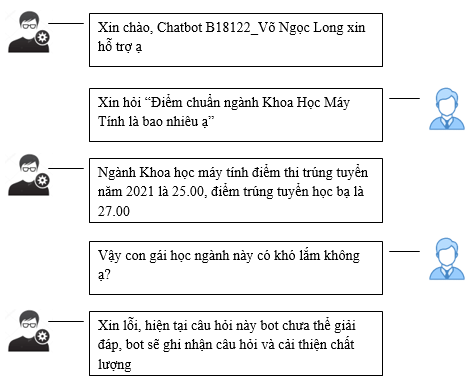 Xin chào, Chatbot B18122_Võ Ngọc Long xin
hỗ trợ ạ
Xin hỏi “Điểm chuẩn ngành Khoa Học Máy
Tính là bao nhiêu ạ”
Ngành Khoa học máy tính điểm thi trúng tuyển
năm 2021 là 25.00, điểm trúng tuyển học bạ là
27.00
Vậy con gái học ngành này có khó lắm không
ạ?
Xin lỗi, hiện tại câu hỏi này bot chưa thể giải
đáp, bot sẽ ghi nhận câu hỏi và cải thiện chất
lượng